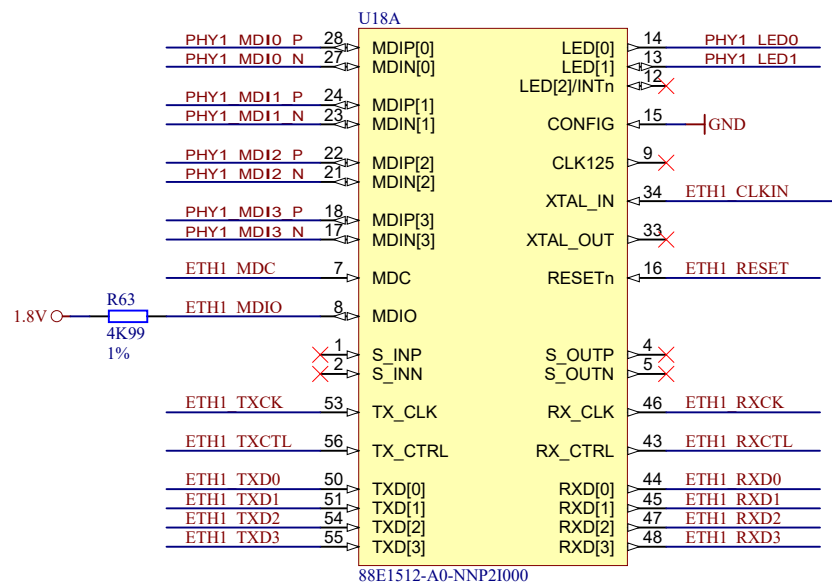 U18A
PHY1_MDI0_P 28 MDIP[0] LED[0] 14 PHY1_LED0
PHY1_MDI0_N 27 MDIN[0] LED[1] 13 PHY1_LED1
LED[2]/INTn 12
PHY1_MDI1_P 24 MDIP[1]
PHY1_MDI1_N 23 MDIN[1] CONFIG 15 GND
PHY1_MDI2_P 22 MDIP[2] CLK125 9
PHY1_MDI2_N 21 MDIN[2]
XTAL_IN 34 ETH1_CLKIN
PHY1_MDI3_P 18 MDIP[3]
PHY1_MDI3_N 17 MDIN[3] XTAL_OUT 33
ETH1_MDC 7 MDC RESETn 16 ETH1_RESET
R63
1.8V ETH1_MDIO 8 MDIO
4K99
1%
1 S_INP S_OUTP 4
2 S_INN S_OUTN 5
ETH1_TXCK 53 TX_CLK RX_CLK 46 ETH1_RXCK
ETH1_TXCTL 56 TX_CTRL RX_CTRL 43 ETH1_RXCTL
ETH1_TXD0 50 TXD[0] RXD[0] 44 ETH1_RXD0
ETH1_TXD1 51 TXD[1] RXD[1] 45 ETH1_RXD1
ETH1_TXD2 54 TXD[2] RXD[2] 47 ETH1_RXD2
ETH1_TXD3 55 TXD[3] RXD[3] 48 ETH1_RXD3
88E1512-A0-NNP2I000